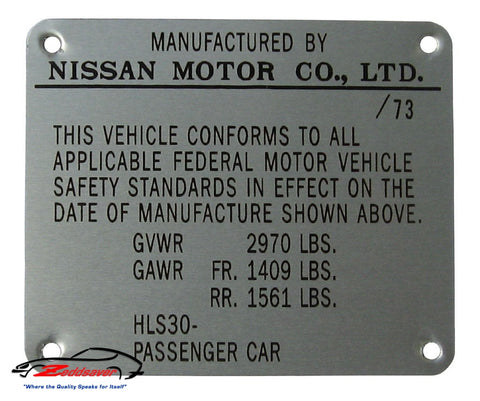 MANUFACTURED BY
NISSAN MOTOR CO., LTD.
/73
THIS VEHICLE CONFORMS TO ALL
APPLICABLE FEDERAL MOTOR VEHICLE
SAFETY STANDARDS IN EFFECT ON THE
DATE OF MANUFACTURE SHOWN ABOVE.
GVWR 2970 LBS.
GAWR FR. 1409 LBS.
RR. 1561 LBS.
HLS30-
PASSENGER CAR
Zeddsaver
"Where the Quality Speaks for Itself"